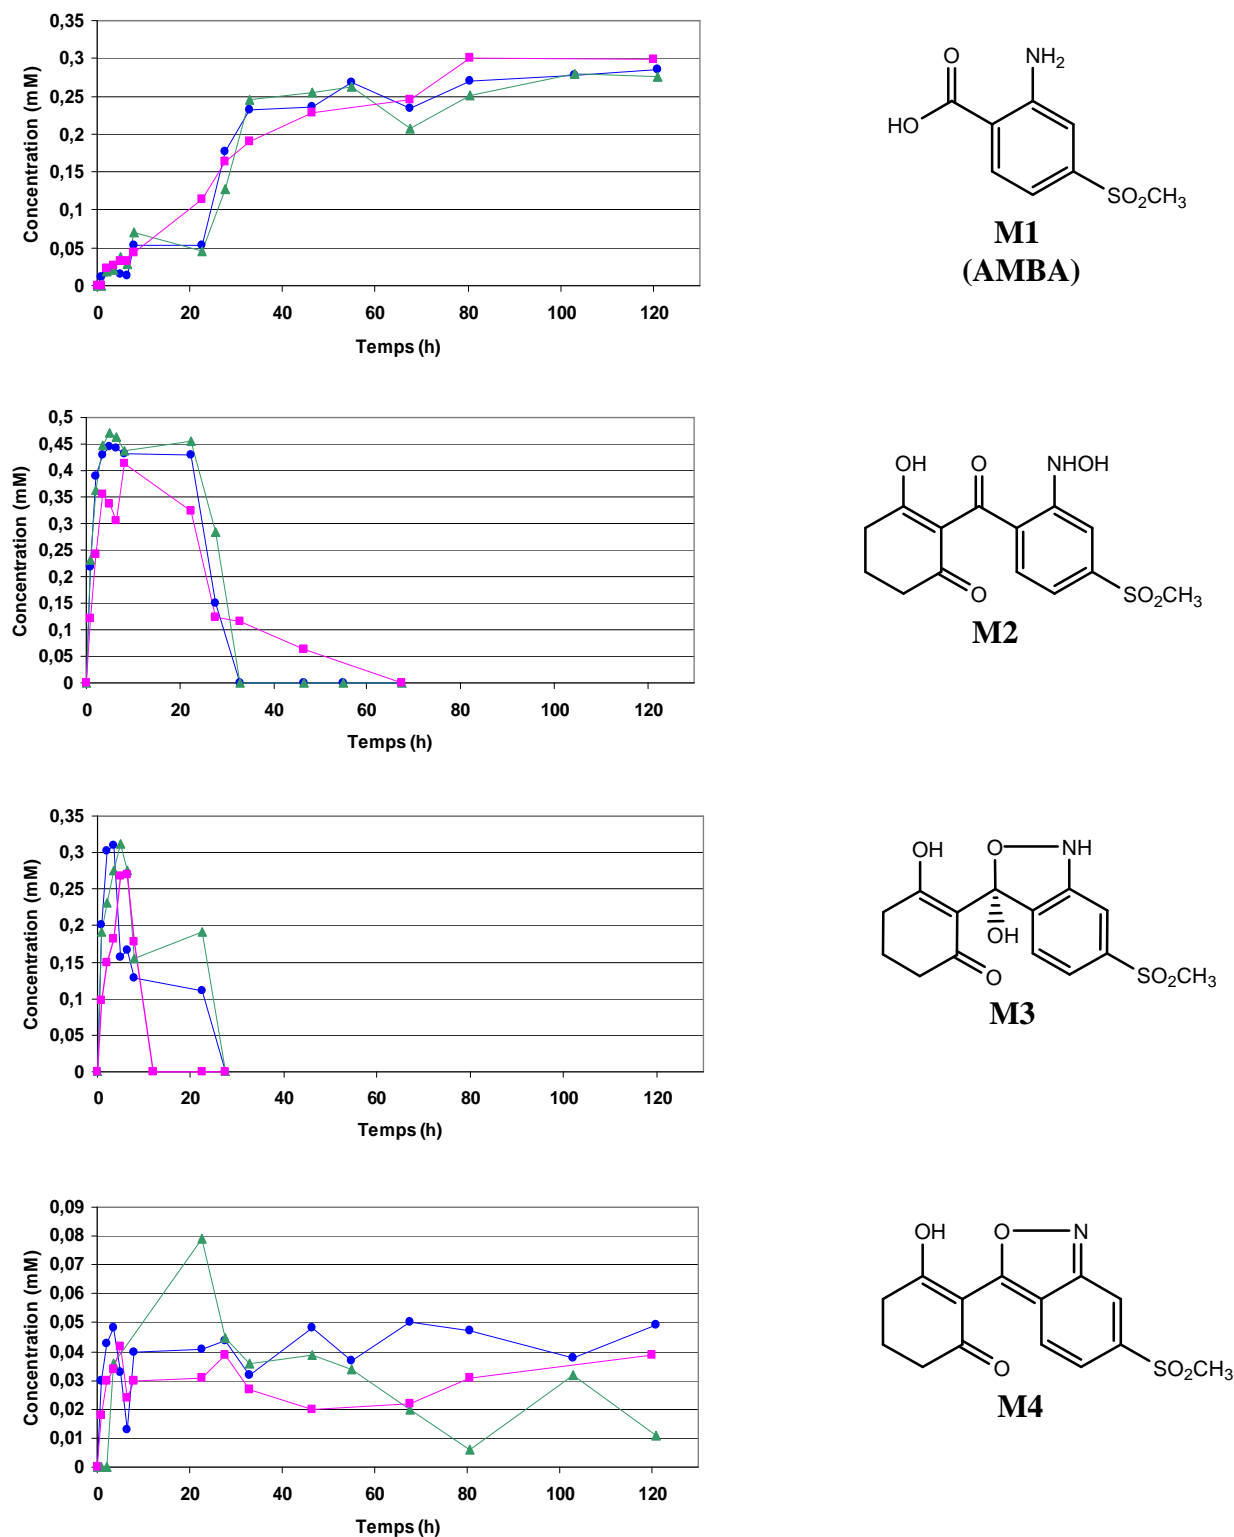 Concentration (mM)
0,35
0,3
0,25
0,2
0,15
0,1
0,05
0
0 20 40 60 80 100 120
Temps (h)
O
NH2
HO
SO2CH3
M1
(AMBA)
Concentration (mM)
0,5
0,45
0,4
0,35
0,3
0,25
0,2
0,15
0,1
0,05
0
0 20 40 60 80 100 120
Temps (h)
OH O NHOH
O
SO2CH3
M2
Concentration (mM)
0,35
0,3
0,25
0,2
0,15
0,1
0,05
0
0 20 40 60 80 100 120
Temps (h)
OH O NH
OH
O
SO2CH3
M3
Concentration (mM)
0,09
0,08
0,07
0,06
0,05
0,04
0,03
0,02
0,01
0
0 20 40 60 80 100 120
Temps (h)
OH O N
O
SO2CH3
M4